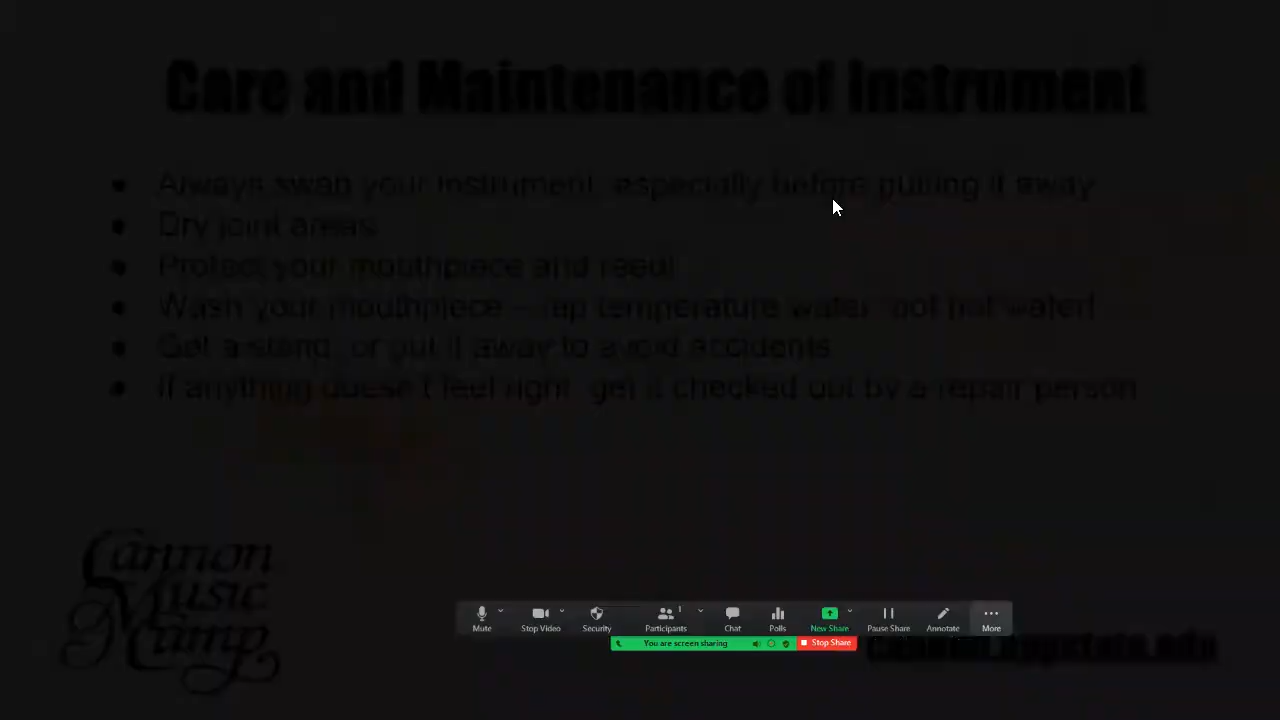 Care and Maintenance of Instrument
Always swab your instrument, especially before putting it away
Dry joint areas
Protect your mouthpiece and reed!
Wash your mouthpiece – tap temperature water, not hot water!
Get a stand, or put it away to avoid accidents
If anything doesn't feel right, get it checked out by a repair person
Cannon
Music
Camp
1
Mute Stop Video Security Participants Chat Polls New Share Pause Share Annotate More
You are screen sharing Stop Share